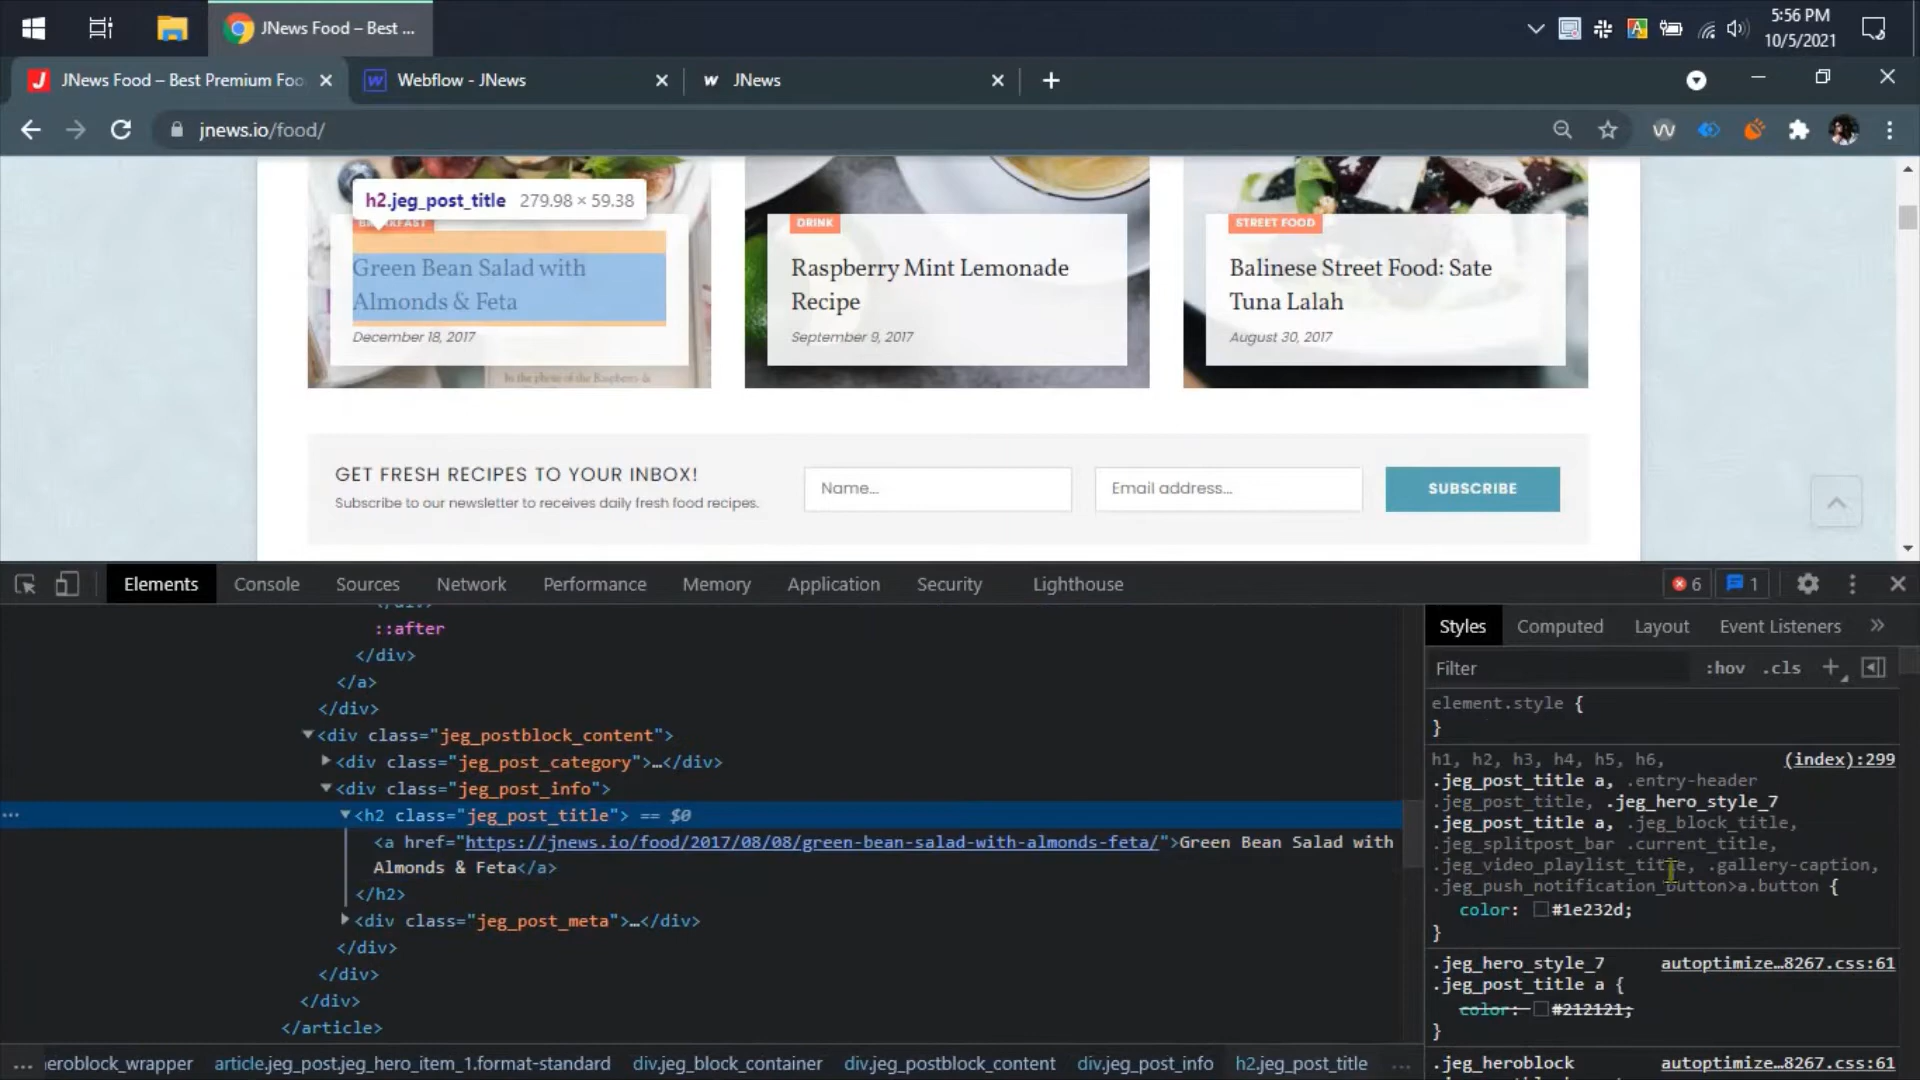 JNews Food – Best ...
5:56 PM
10/5/2021
JNews Food – Best Premium Foo
Webflow - JNews
JNews
jnews.io/food/
h2.jeg_post_title 279.98 × 59.38
BREAKFAST
Green Bean Salad with
Almonds & Feta
December 18, 2017
DRINK
Raspberry Mint Lemonade
Recipe
September 9, 2017
STREET FOOD
Balinese Street Food: Sate
Tuna Lalah
August 30, 2017
GET FRESH RECIPES TO YOUR INBOX!
Subscribe to our newsletter to receives daily fresh food recipes.
Name...
Email address...
SUBSCRIBE
Elements Console Sources Network Performance Memory Application Security Lighthouse
6 1
</div>
::after
</div>
</a>
</div>
<div class="jeg_postblock_content">
<div class="jeg_post_category">…</div>
<div class="jeg_post_info">
<h2 class="jeg_post_title"> == $0
<a href="https://jnews.io/food/2017/08/08/green-bean-salad-with-almonds-feta/">Green Bean Salad with
Almonds & Feta</a>
</h2>
<div class="jeg_post_meta">…</div>
</div>
</div>
</div>
</article>
... eroblock_wrapper article.jeg_post.jeg_hero_item_1.format-standard div.jeg_block_container div.jeg_postblock_content div.jeg_post_info h2.jeg_post_title ...
Styles Computed Layout Event Listeners
Filter :hov .cls
element.style {
}
h1, h2, h3, h4, h5, h6, (index):299
.jeg_post_title a, .entry-header
.jeg_post_title, .jeg_hero_style_7
.jeg_post_title a, .jeg_block_title,
.jeg_splitpost_bar .current_title,
.jeg_video_playlist_title, .gallery-caption,
.jeg_push_notification_button>a.button {
color: #1e232d;
}
.jeg_hero_style_7 autoptimize…8267.css:61
.jeg_post_title a {
color: #212121;
}
.jeg_heroblock autoptimize…8267.css:61